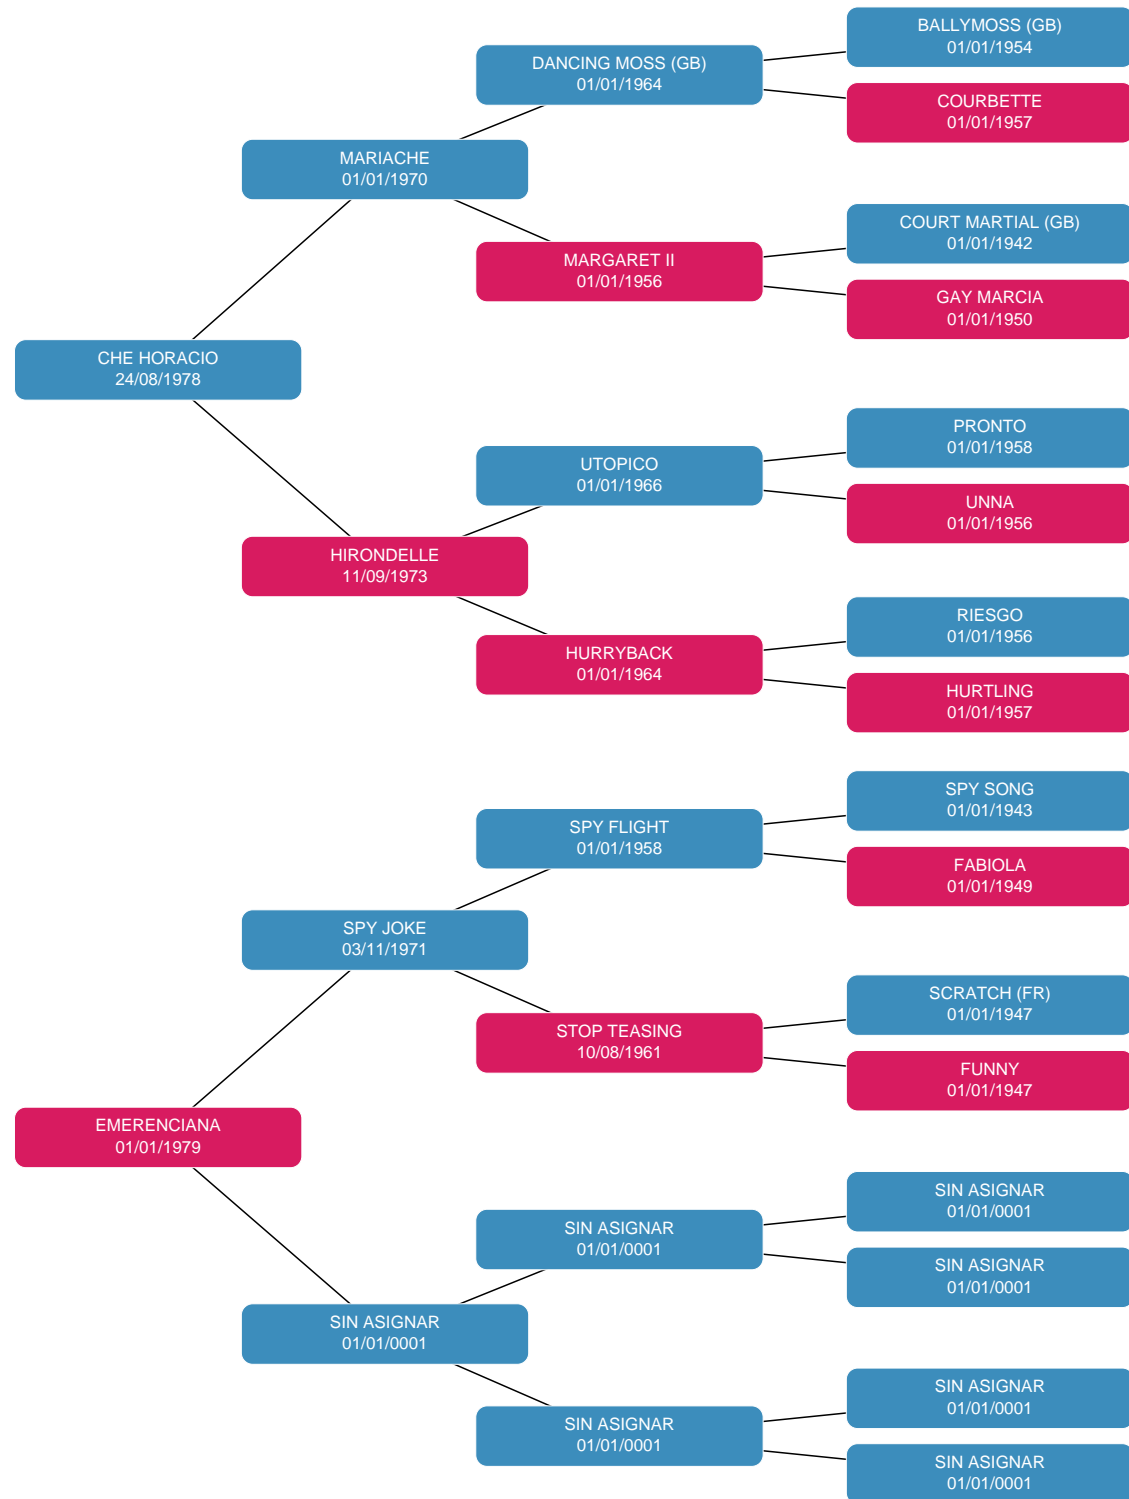 BALLYMOSS (GB)
01/01/1954
DANCING MOSS (GB)
01/01/1964
COURBETTE
01/01/1957
MARIACHE
01/01/1970
COURT MARTIAL (GB)
01/01/1942
MARGARET II
01/01/1956
GAY MARCIA
01/01/1950
CHE HORACIO
24/08/1978
PRONTO
01/01/1958
UTOPICO
01/01/1966
UNNA
01/01/1956
HIRONDELLE
11/09/1973
RIESGO
01/01/1956
HURRYBACK
01/01/1964
HURTLING
01/01/1957
SPY SONG
01/01/1943
SPY FLIGHT
01/01/1958
FABIOLA
01/01/1949
SPY JOKE
03/11/1971
SCRATCH (FR)
01/01/1947
STOP TEASING
10/08/1961
FUNNY
01/01/1947
EMERENCIANA
01/01/1979
SIN ASIGNAR
01/01/0001
SIN ASIGNAR
01/01/0001
SIN ASIGNAR
01/01/0001
SIN ASIGNAR
01/01/0001
SIN ASIGNAR
01/01/0001
SIN ASIGNAR
01/01/0001
SIN ASIGNAR
01/01/0001